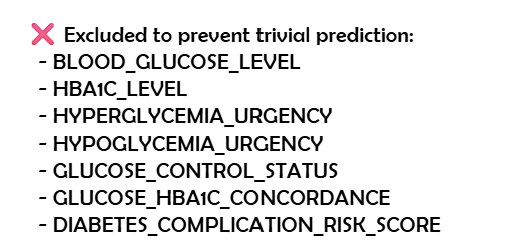 ❌ Excluded to prevent trivial prediction:
- BLOOD_GLUCOSE_LEVEL
- HBA1C_LEVEL
- HYPERGLYCEMIA_URGENCY
- HYPOGLYCEMIA_URGENCY
- GLUCOSE_CONTROL_STATUS
- GLUCOSE_HBA1C_CONCORDANCE
- DIABETES_COMPLICATION_RISK_SCORE